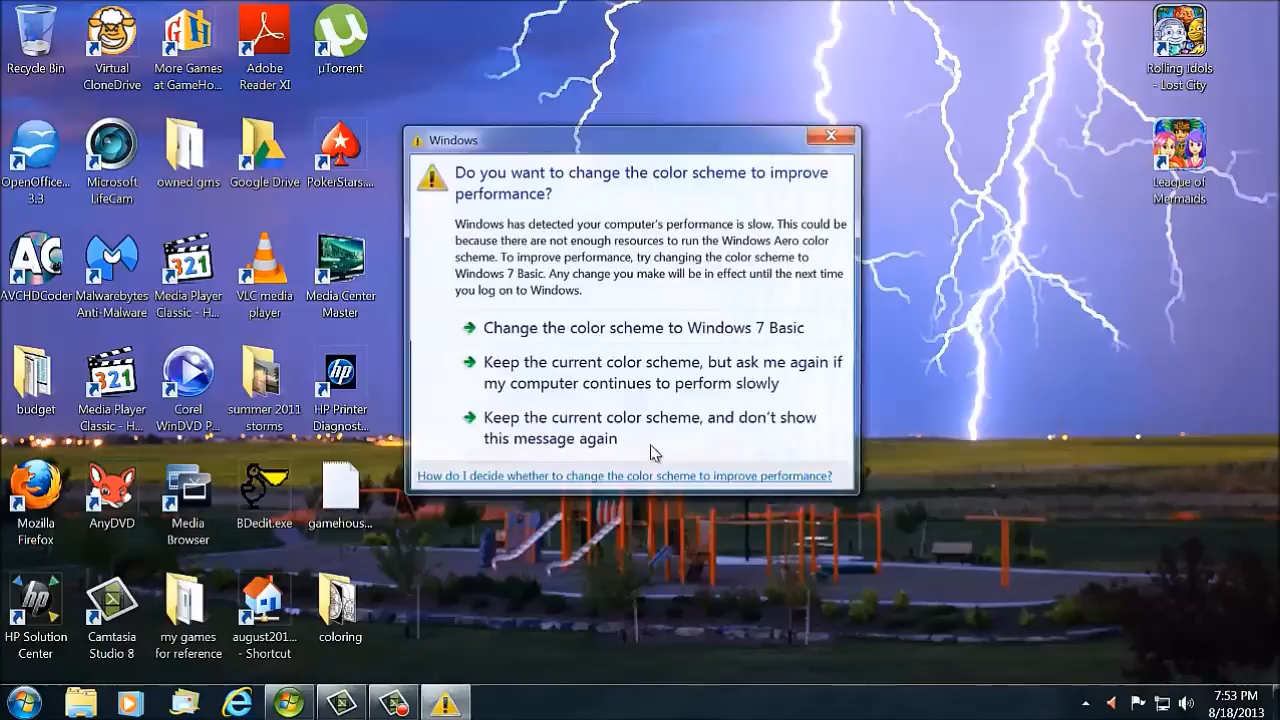 Recycle Bin
Virtual
CloneDrive
More Games
at GameHo...
Adobe
Reader XI
µTorrent
Rolling Idols
- Lost City
OpenOffice...
3.3
Microsoft
LifeCam
owned gms
Google Drive
PokerStars....
League of
Mermaids
Windows
Do you want to change the color scheme to improve
performance?
Windows has detected your computer's performance is slow. This could be
because there are not enough resources to run the Windows Aero color
scheme. To improve performance, try changing the color scheme to
Windows 7 Basic. Any change you make will be in effect until the next time
you log on to Windows.
Change the color scheme to Windows 7 Basic
Keep the current color scheme, but ask me again if
my computer continues to perform slowly
Keep the current color scheme, and don't show
this message again
How do I decide whether to change the color scheme to improve performance?
AC
AVCHDCoder
Malwarebytes
Anti-Malware
321
Media Player
Classic - H...
VLC media
player
Media Center
Master
budget
321
Media Player
Classic - H...
Corel
WinDVD P...
summer 2011
storms
hp
HP Printer
Diagnost...
Mozilla
Firefox
AnyDVD
Media
Browser
BDedit.exe
gamehous...
hp
HP Solution
Center
Camtasia
Studio 8
my games
for reference
august201...
- Shortcut
coloring
7:53 PM
8/18/2013